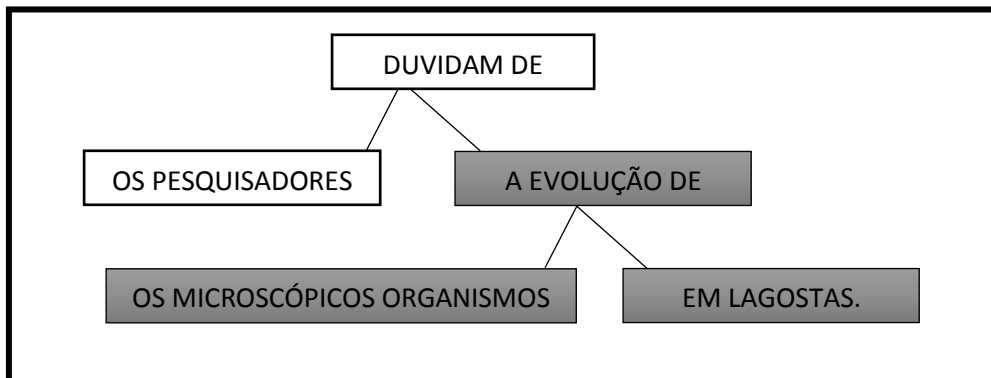 DUVIDAM DE
OS PESQUISADORES
A EVOLUÇÃO DE
OS MICROSCÓPICOS ORGANISMOS
EM LAGOSTAS.